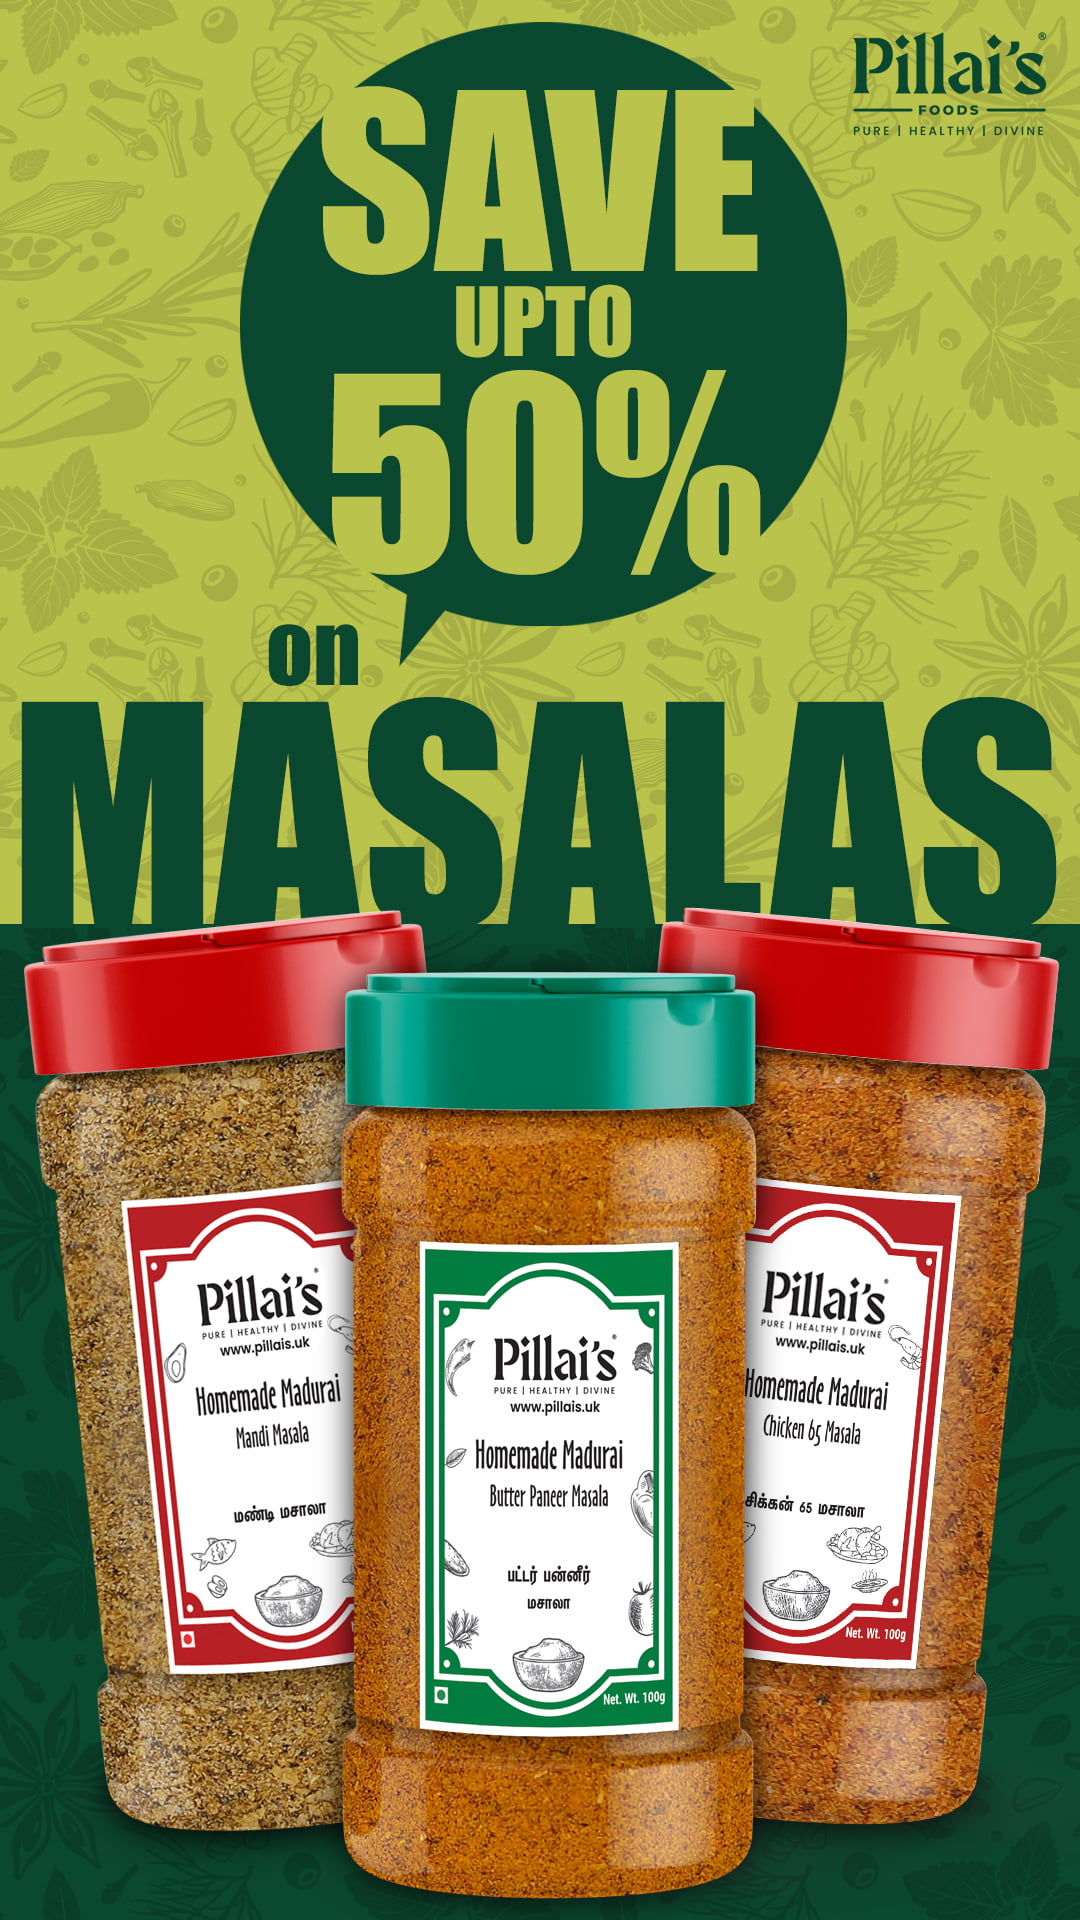 Pillai's®
FOODS
PURE | HEALTHY | DIVINE
SAVE
UPTO
50%
on
MASALAS
Pillai's
PURE | HEALTHY | DIVINE
www.pillais.uk
Homemade Madurai
Mandi Masala
மண்டி மசாலா
Pillai's
PURE | HEALTHY | DIVINE
www.pillais.uk
Homemade Madurai
Butter Paneer Masala
பட்டர் பன்னீர்
மசாலா
Net. Wt. 100g
Pillai's
PURE | HEALTHY | DIVINE
www.pillais.uk
Homemade Madurai
Chicken 65 Masala
சிக்கன் 65 மசாலா
Net. Wt. 100g